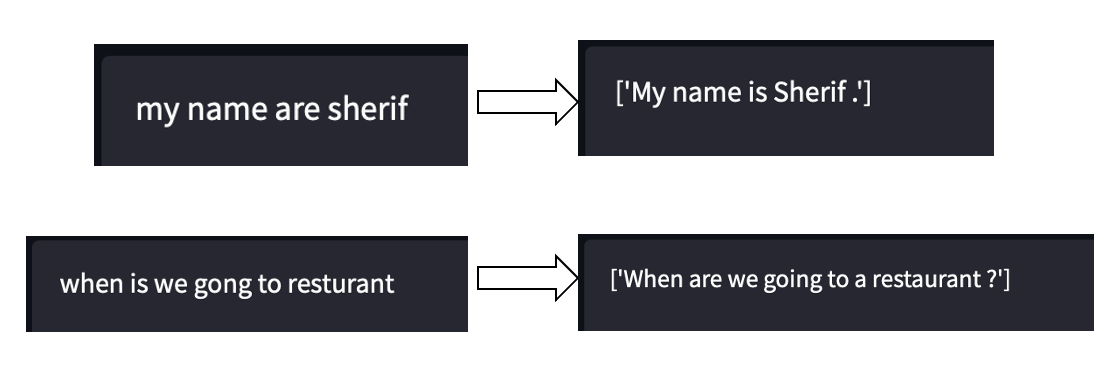 my name are sherif
['My name is Sherif .']
when is we gong to resturant
['When are we going to a restaurant ?']